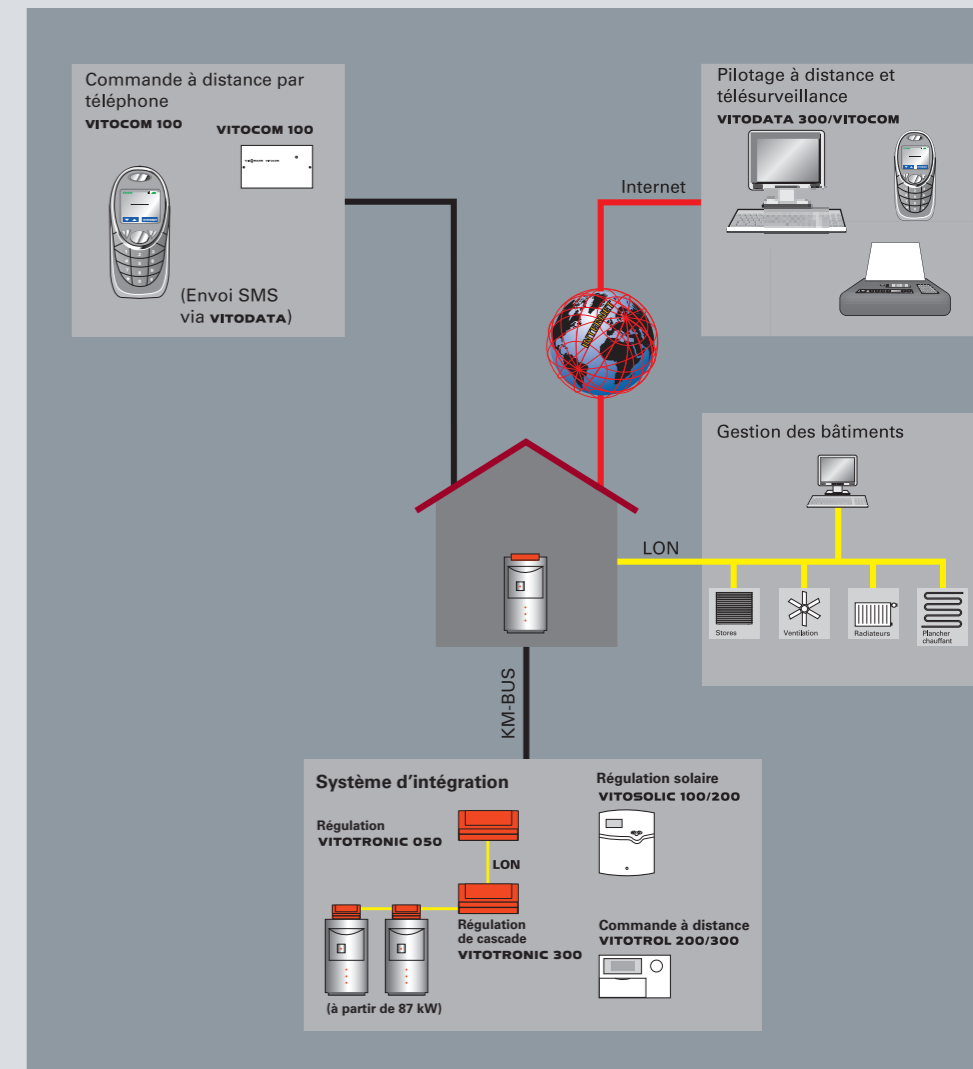 Commande à distance par
téléphone
VITOCOM 100
VITOCOM 100
(Envoi SMS
via VITODATA)
Pilotage à distance et
télésurveillance
VITODATA 300/VITOCOM
Internet
INTERNET
Gestion des bâtiments
LON
Stores
Ventilation
Radiateurs
Plancher
chauffant
KM-BUS
Système d'intégration
Régulation
VITOTRONIC 050
LON
Régulation
de cascade
VITOTRONIC 300
(à partir de 87 kW)
Régulation solaire
VITOSOLIC 100/200
Commande à distance
VITOTROL 200/300